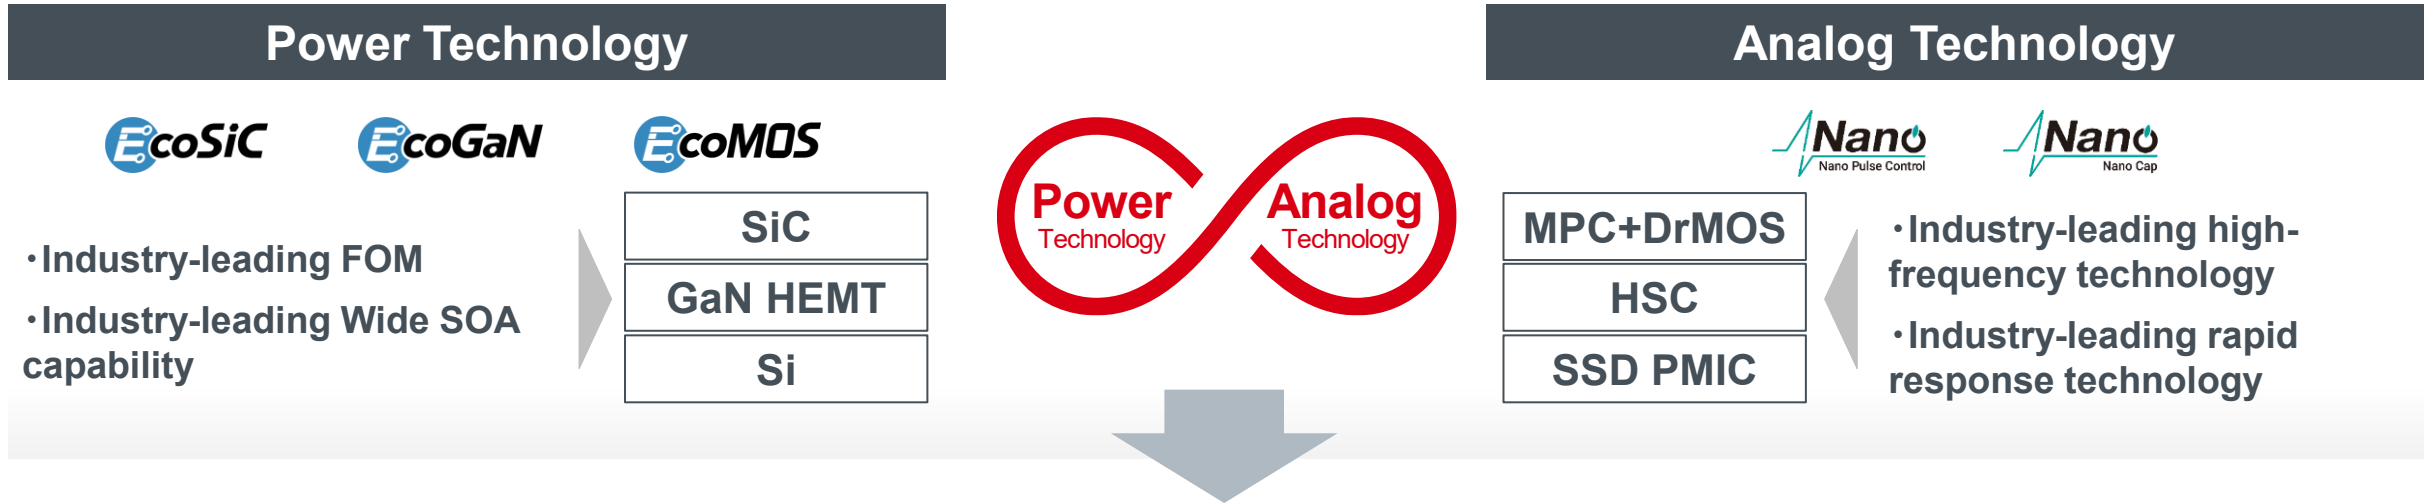 Power Technology
EcoSiC
EcoGaN
EcoMOS
・Industry-leading FOM
・Industry-leading Wide SOA
capability
SiC
GaN HEMT
Si
Power
Technology
Analog
Technology
Analog Technology
Nano
Nano Pulse Control
Nano
Nano Cap
MPC+DrMOS
HSC
SSD PMIC
・Industry-leading high-
frequency technology
・Industry-leading rapid
response technology